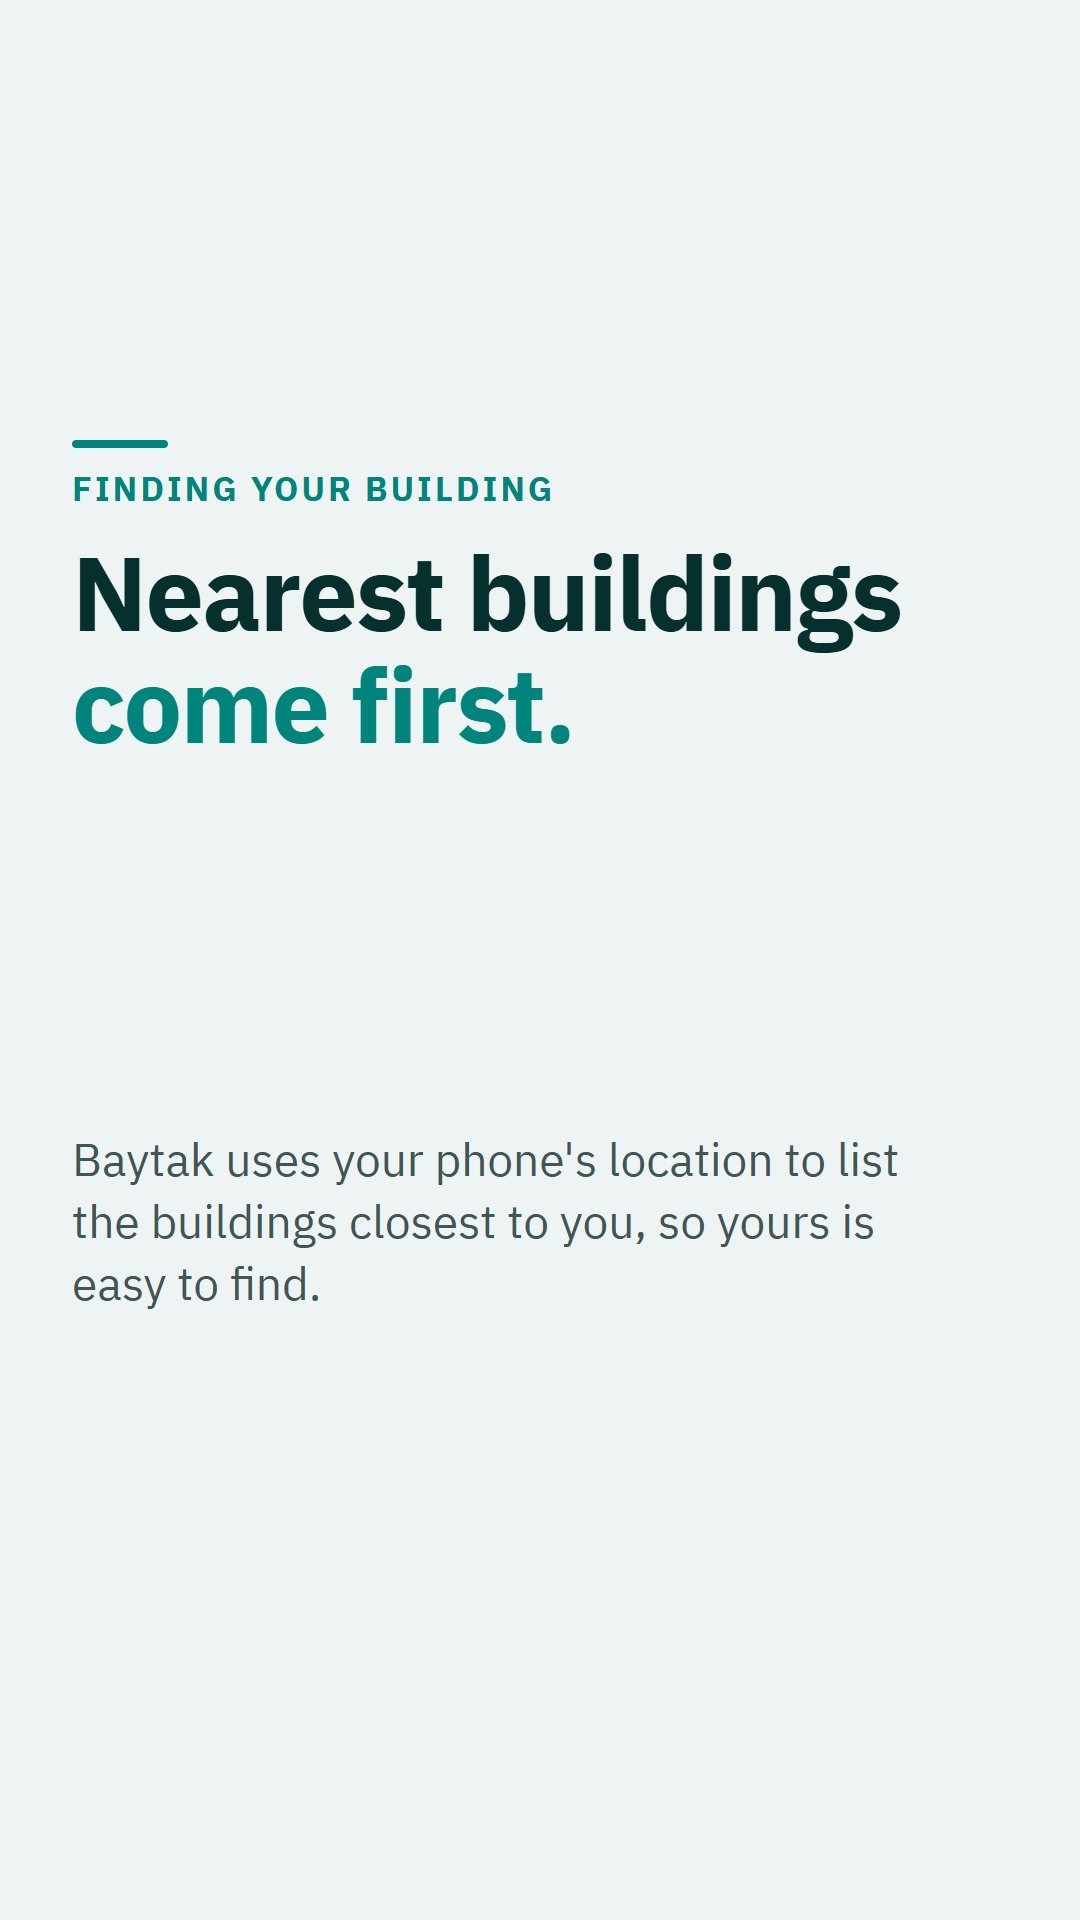 FINDING YOUR BUILDING
Nearest buildings
come first.
Baytak uses your phone's location to list
the buildings closest to you, so yours is
easy to find.